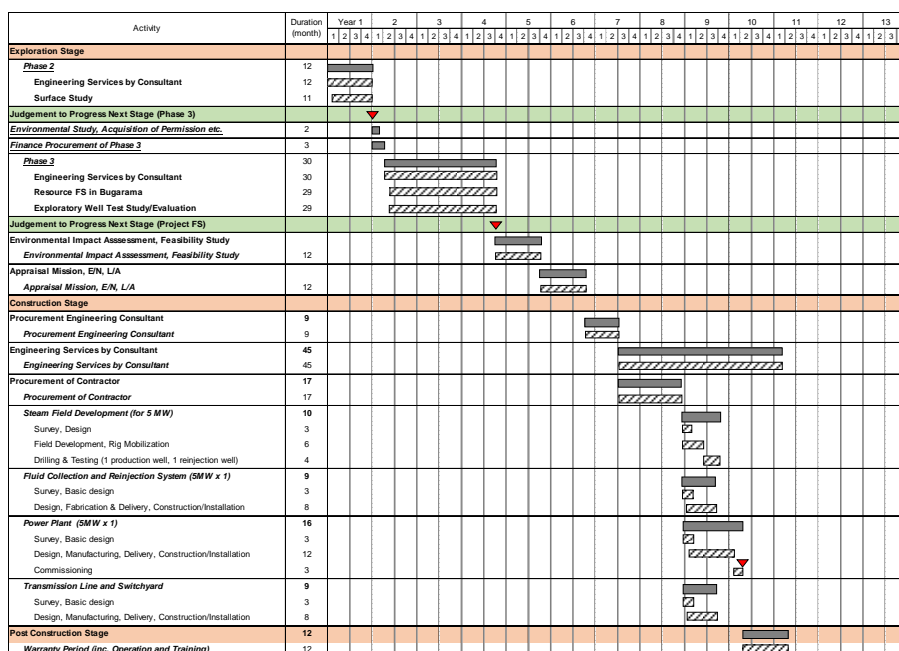 Activity Duration (month) Year 1 2 3 4 5 6 7 8 9 10 11 12 13
1 2 3 4 1 2 3 4 1 2 3 4 1 2 3 4 1 2 3 4 1 2 3 4 1 2 3 4 1 2 3 4 1 2 3 4 1 2 3 4 1 2 3 4 1 2 3 4 1 2 3
Exploration Stage
Phase 2 12
Engineering Services by Consultant 12
Surface Study 11
Judgement to Progress Next Stage (Phase 3)
Environmental Study, Acquisition of Permission etc. 2
Finance Procurement of Phase 3 3
Phase 3 30
Engineering Services by Consultant 30
Resource FS in Bugarama 29
Exploratory Well Test Study/Evaluation 29
Judgement to Progress Next Stage (Project FS)
Environmental Impact Asssessment, Feasibility Study
Environmental Impact Assessment, Feasibility Study 12
Appraisal Mission, E/N, L/A
Appraisal Mission, E/N, L/A 12
Construction Stage
Procurement Engineering Consultant 9
Procurement Engineering Consultant 9
Engineering Services by Consultant 45
Engineering Services by Consultant 45
Procurement of Contractor 17
Procurement of Contractor 17
Steam Field Development (for 5 MW) 10
Survey, Design 3
Field Development, Rig Mobilization 6
Drilling & Testing (1 production well, 1 reinjection well) 4
Fluid Collection and Reinjection System (5MW x 1) 9
Survey, Basic design 3
Design, Fabrication & Delivery, Construction/Installation 8
Power Plant (5MW x 1) 16
Survey, Basic design 3
Design, Manufacturing, Delivery, Construction/Installation 12
Commissioning 3
Transmission Line and Switchyard 9
Survey, Basic design 3
Design, Manufacturing, Delivery, Construction/Installation 8
Post Construction Stage 12
Warranty Period (inc. Operation and Training) 12